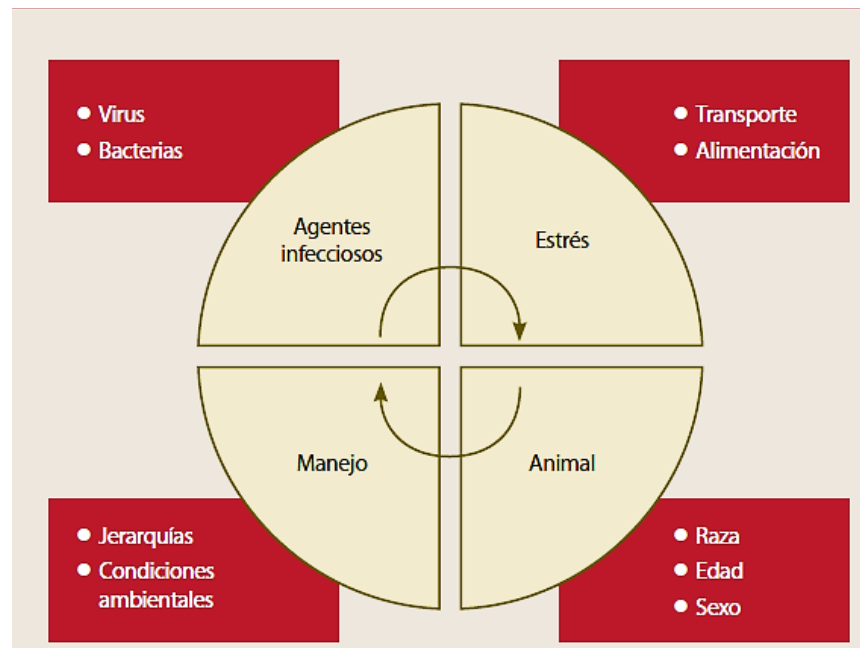 ● Virus
● Bacterias
● Transporte
● Alimentación
Agentes
infecciosos
Estrés
Manejo
Animal
● Jerarquías
● Condiciones
ambientales
● Raza
● Edad
● Sexo